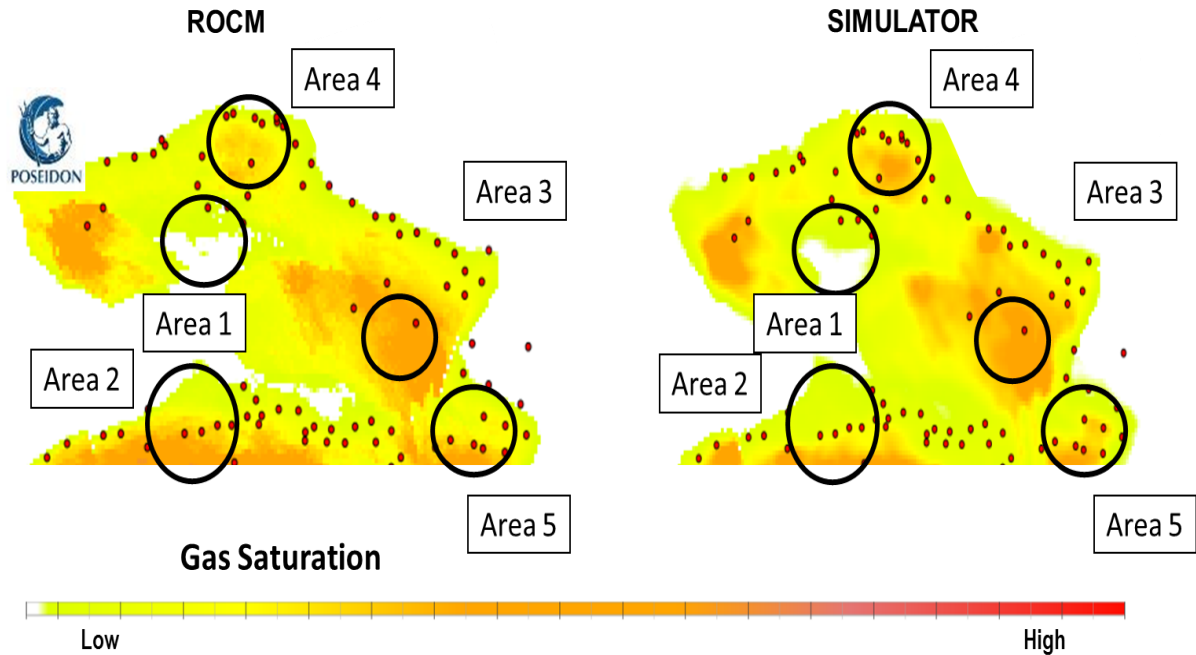 ROCM
SIMULATOR
Area 4
Area 4
POSEIDON
Area 3
Area 3
Area 1
Area 1
Area 2
Area 2
Area 5
Area 5
Gas Saturation
Low
High